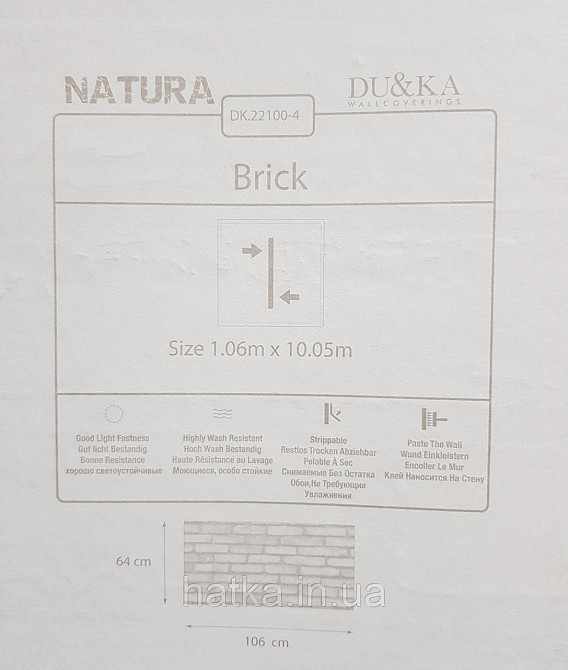 NATURA
DU&KA
WALLCOVERINGS
DK.22100-4
Brick
Size 1.06m x 10.05m
Good Light Fastness
Gut licht Bestandig
Bonne Resistance
хорошо светоустойчивые
Highly Wash Resistant
Hoch Wash Bestandig
Haute Résistance au Lavage
Моющиеся, особо стойкие
Strippable
Restlos Trocken Abziehbar
Pelable À Sec
Снимаемые Без Остатка
Обои,Не Требующие
Увлажнения
Paste The Wall
Wand Einkleistern
Encoller Le Mur
Клей Наносится На Стену
64 cm
hatka.in.ua
106 cm